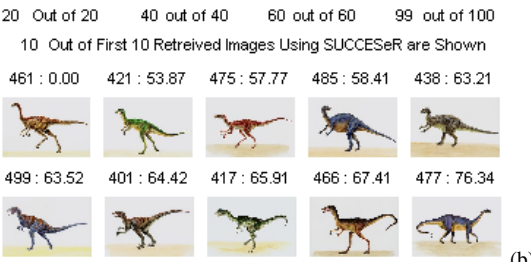 20 Out of 20 40 out of 40 60 out of 60 99 out of 100
10 Out of First 10 Retreived Images Using SUCCESeR are Shown
461 : 0.00 421 : 53.87 475 : 57.77 485 : 58.41 438 : 63.21
499 : 63.52 401 : 64.42 417 : 65.91 466 : 67.41 477 : 76.34
(b